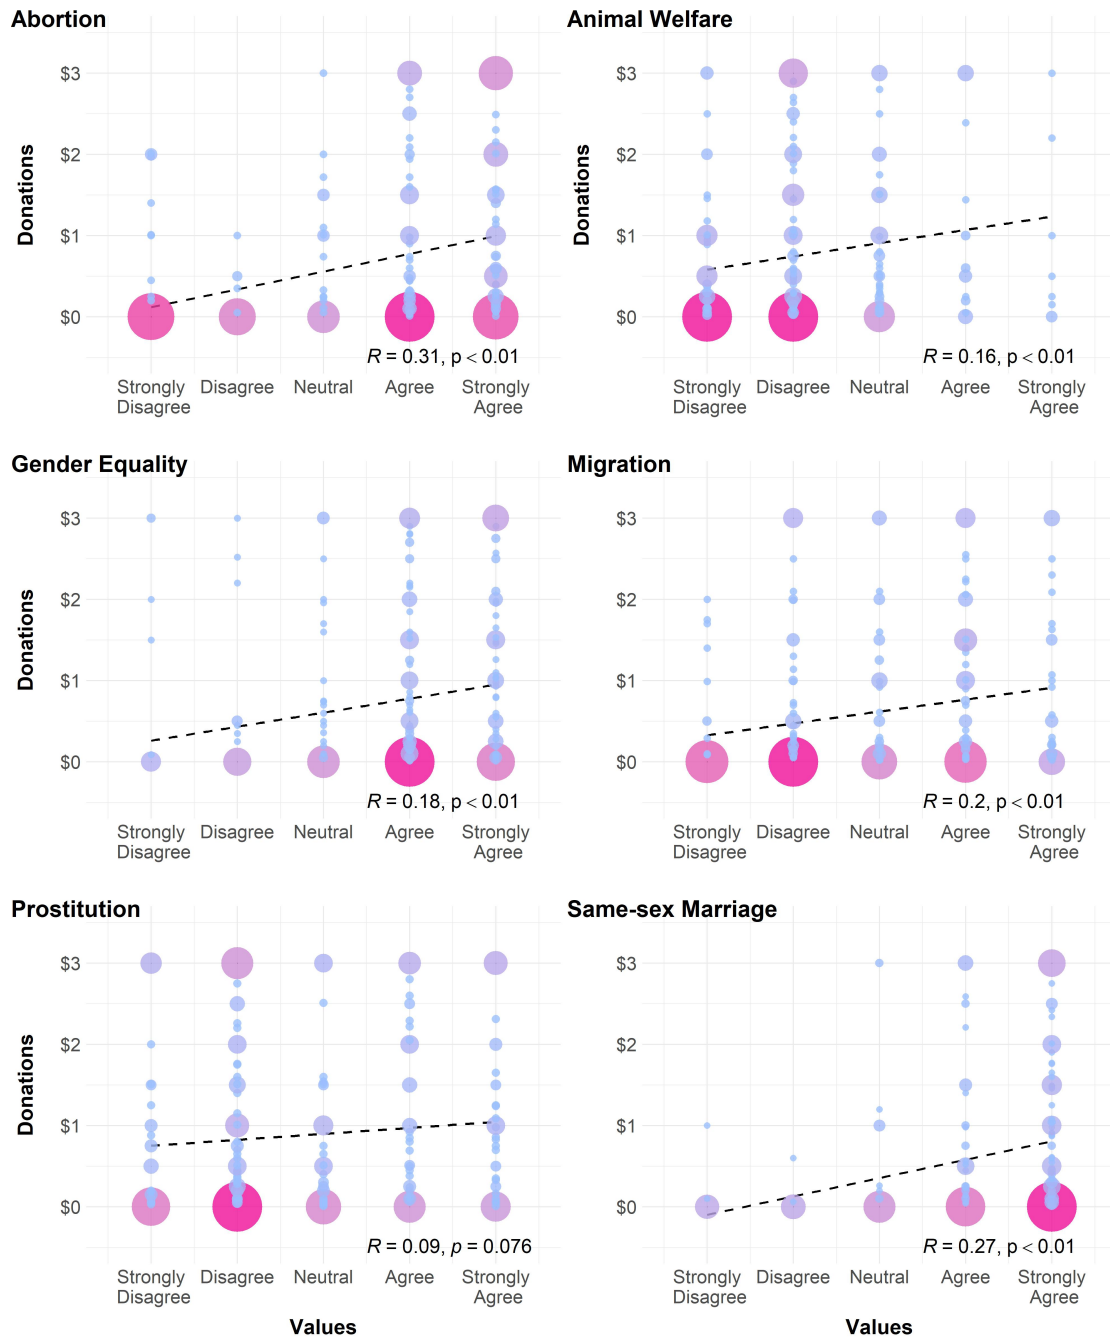 Abortion
Donations
$3
$2
$1
$0
R = 0.31, p < 0.01
Strongly Disagree Neutral Agree Strongly
Disagree Agree
Animal Welfare
Donations
$3
$2
$1
$0
R = 0.16, p < 0.01
Strongly Disagree Neutral Agree Strongly
Disagree Agree
Gender Equality
Donations
$3
$2
$1
$0
R = 0.18, p < 0.01
Strongly Disagree Neutral Agree Strongly
Disagree Agree
Migration
$3
$2
$1
$0
R = 0.2, p < 0.01
Strongly Disagree Neutral Agree Strongly
Disagree Agree
Prostitution
Donations
$3
$2
$1
$0
R = 0.09, p = 0.076
Strongly Disagree Neutral Agree Strongly
Disagree Agree
Values
Same-sex Marriage
$3
$2
$1
$0
R = 0.27, p < 0.01
Strongly Disagree Neutral Agree Strongly
Disagree Agree
Values